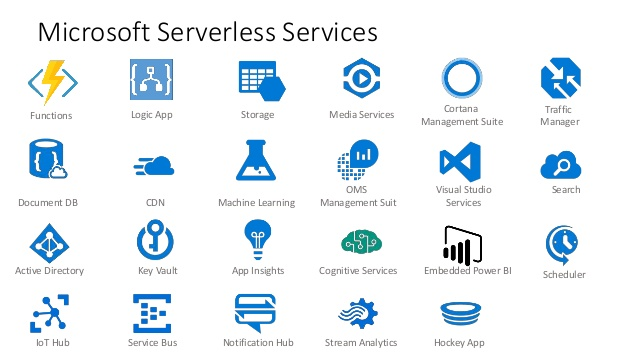 Microsoft Serverless Services
Functions
Logic App
Storage
Media Services
Cortana
Management Suite
Traffic
Manager
Document DB
CDN
Machine Learning
OMS
Management Suit
Visual Studio
Services
Search
Active Directory
Key Vault
App Insights
Cognitive Services
Embedded Power BI
Scheduler
IoT Hub
Service Bus
Notification Hub
Stream Analytics
Hockey App